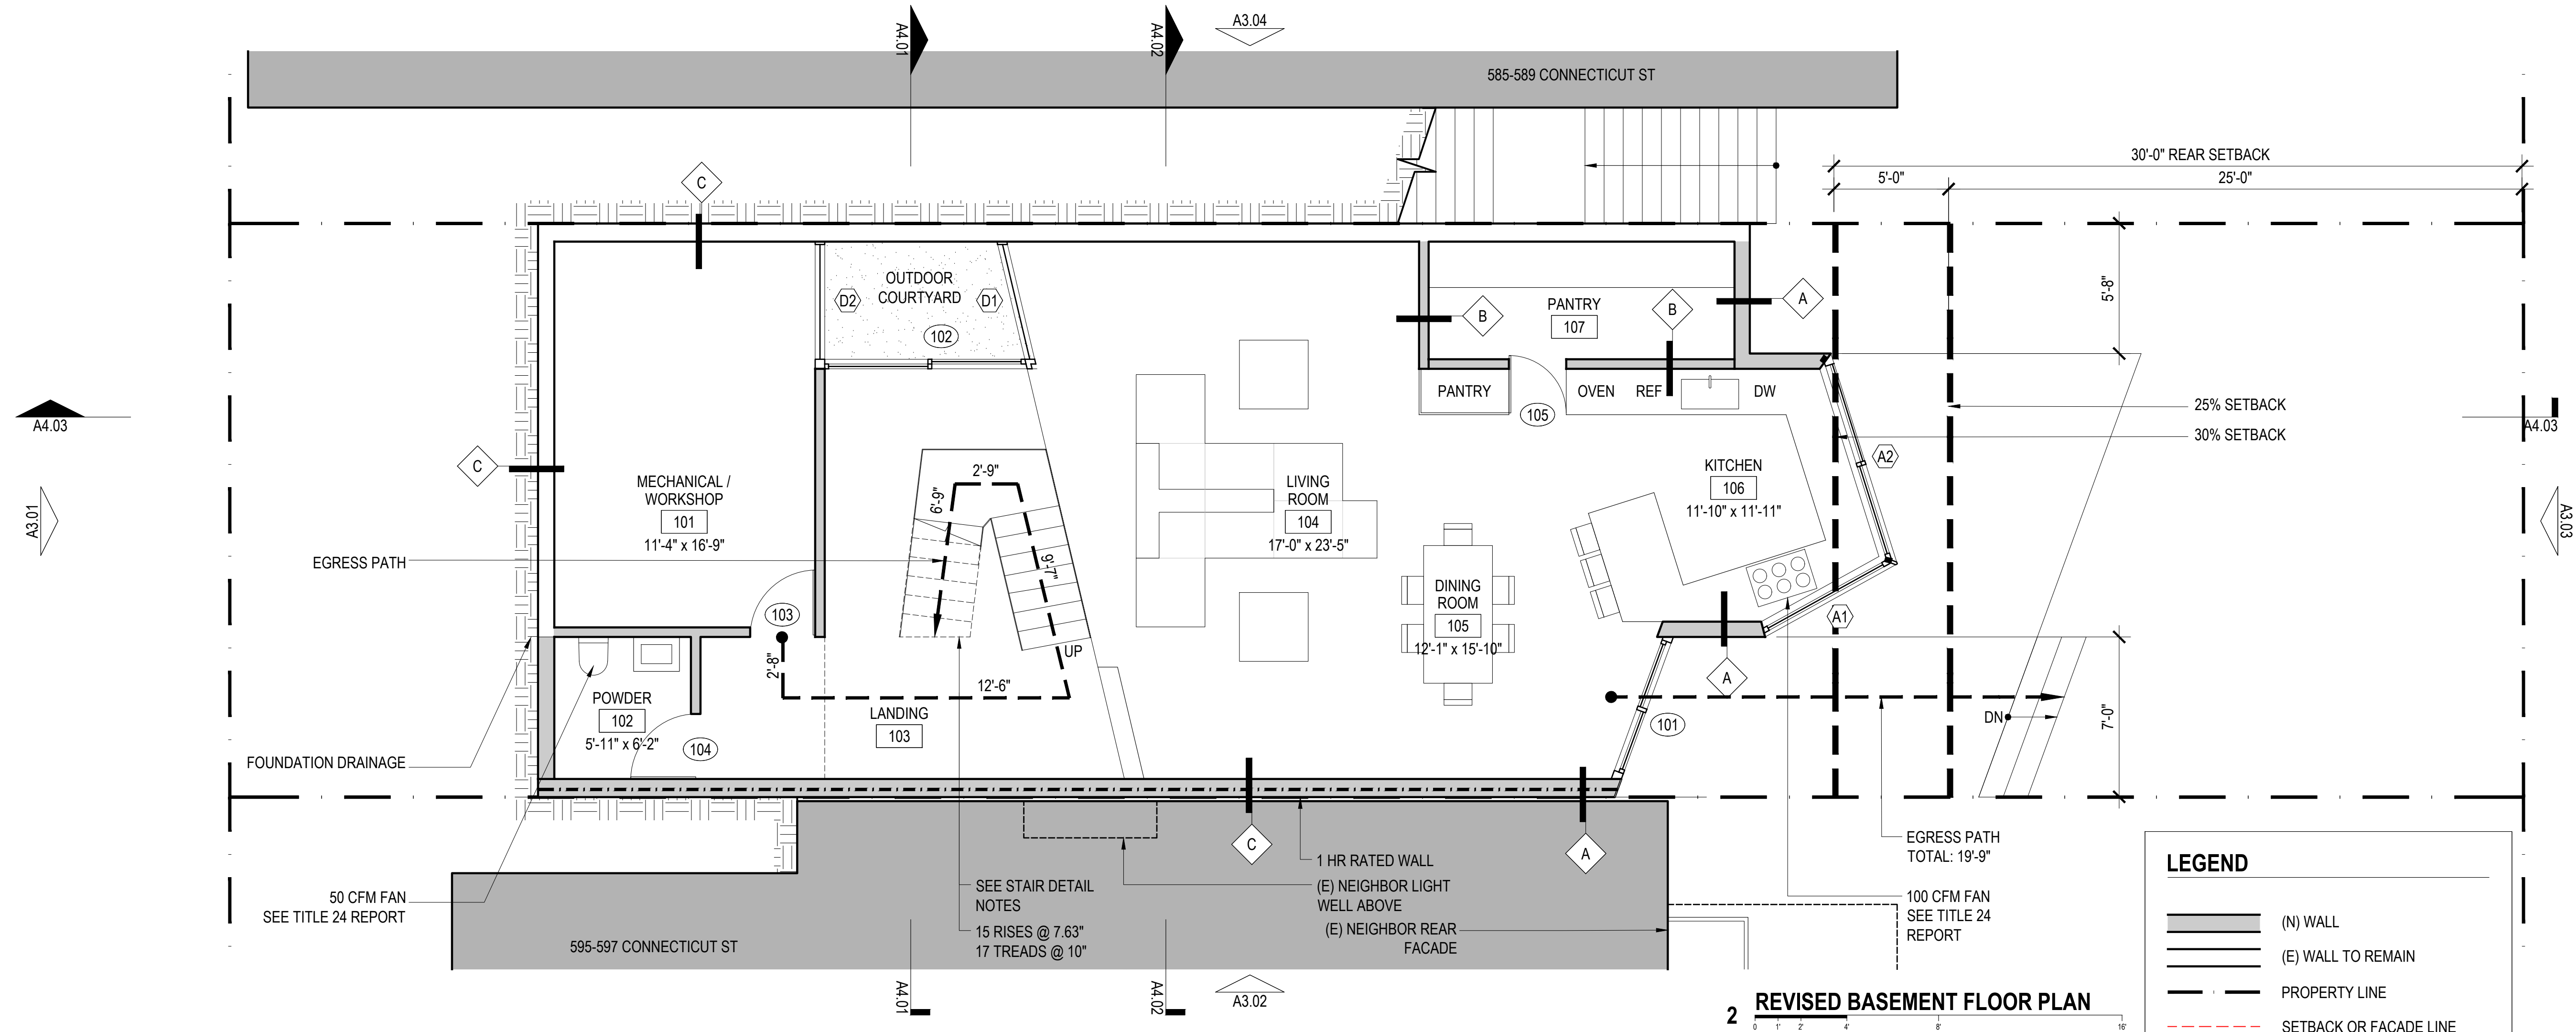 A4.01
A4.02
A3.04
585-589 CONNECTICUT ST
30'-0" REAR SETBACK
5'-0"
25'-0"
C
OUTDOOR
COURTYARD
D2
D1
102
PANTRY
107
B
B
A
5'-8"
PANTRY
OVEN
REF
DW
105
25% SETBACK
30% SETBACK
A4.03
A4.03
C
A3.01
A3.03
MECHANICAL /
WORKSHOP
101
11'-4" x 16'-9"
2'-9"
6'-9"
9'-7"
UP
LIVING
ROOM
104
17'-0" x 23'-5"
KITCHEN
106
11'-10" x 11'-11"
A2
A1
EGRESS PATH
103
2'-8"
12'-6"
DINING
ROOM
105
12'-1" x 15'-10"
A
POWDER
102
5'-11" x 6'-2"
104
LANDING
103
101
DN
7'-0"
FOUNDATION DRAINAGE
50 CFM FAN
SEE TITLE 24 REPORT
595-597 CONNECTICUT ST
SEE STAIR DETAIL
NOTES
15 RISES @ 7.63"
17 TREADS @ 10"
C
A
1 HR RATED WALL
(E) NEIGHBOR LIGHT
WELL ABOVE
(E) NEIGHBOR REAR
FACADE
EGRESS PATH
TOTAL: 19'-9"
100 CFM FAN
SEE TITLE 24
REPORT
A4.01
A4.02
A3.02
2 REVISED BASEMENT FLOOR PLAN
0 1' 2' 4' 8' 16'
LEGEND
(N) WALL
(E) WALL TO REMAIN
PROPERTY LINE
SETBACK OR FACADE LINE